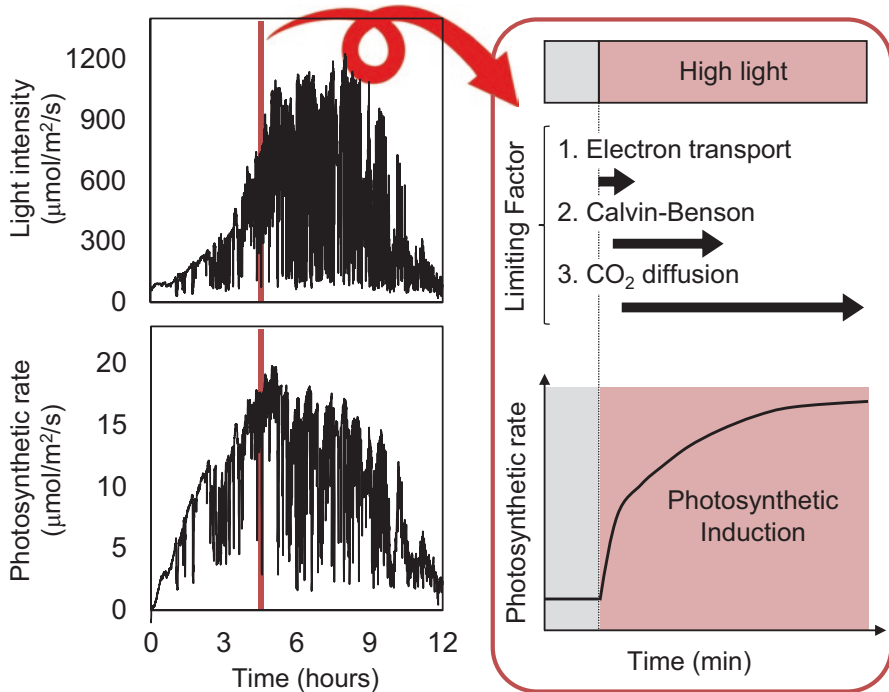 1200
900
600
300
0
Light intensity
(μmol/m²/s)
20
15
10
5
0
Photosynthetic rate
(μmol/m²/s)
0 3 6 9 12
Time (hours)
High light
Limiting Factor
1. Electron transport
2. Calvin-Benson
3. CO₂ diffusion
Photosynthetic rate
Photosynthetic
Induction
Time (min)